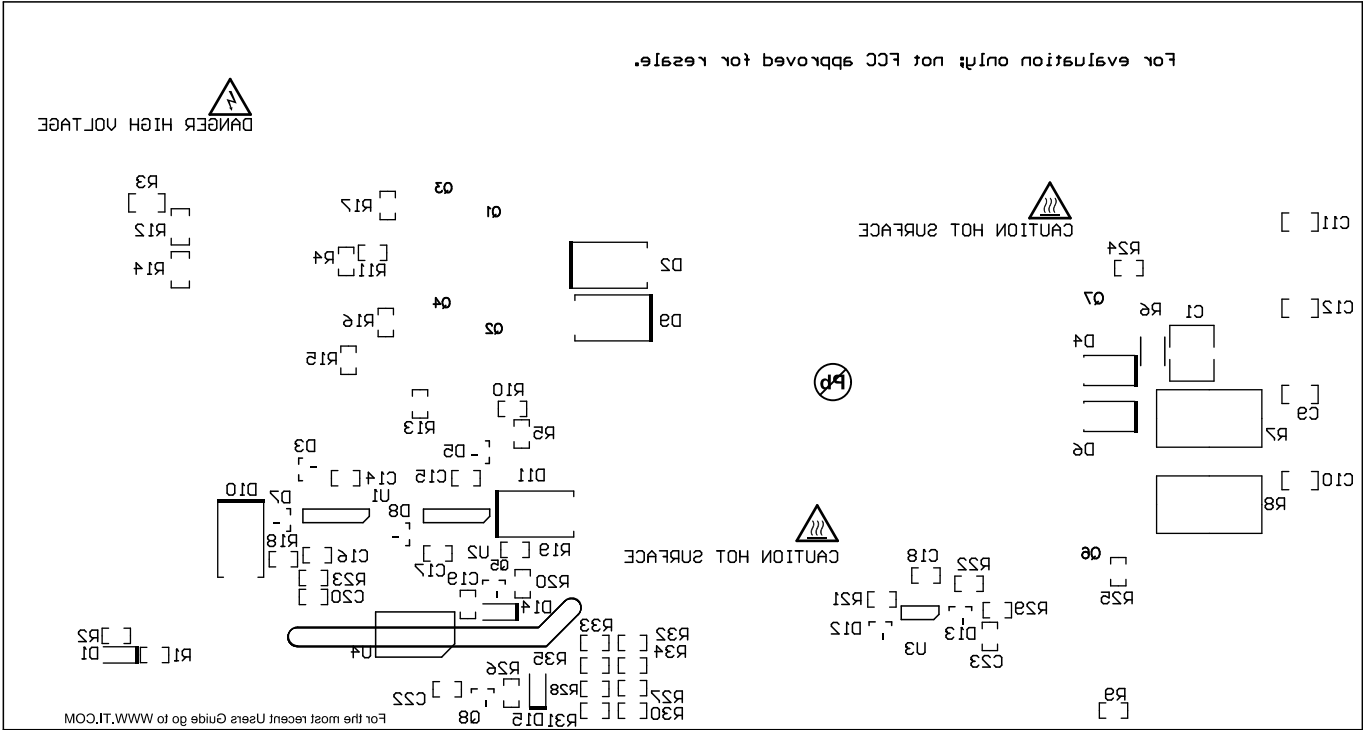 For evaluation only; not FCC approved for resale.
DANGER HIGH VOLTAGE
R3
R17
Q3
Q1
CAUTION HOT SURFACE
C11
R12
R14
R4
R11
D2
R24
Q4
Q2
R16
D9
Q7
R6
C1
C12
D4
R15
Pb
R10
R13
R5
C9
R7
D6
D3
D5
C14
C15
D11
C10
D10
D7
U1
D8
R8
CAUTION HOT SURFACE
R18
C16
U2
R19
Q6
R23
C17
Q5
C18
R22
C20
C19
R20
R25
D14
R21
R29
D12
D13
R33
R32
R2
U3
C23
D1
R1
U4
R35
R34
R26
C22
R28
R27
Q8
D15
R31
R30
R9
For the most recent Users Guide go to WWW.TI.COM